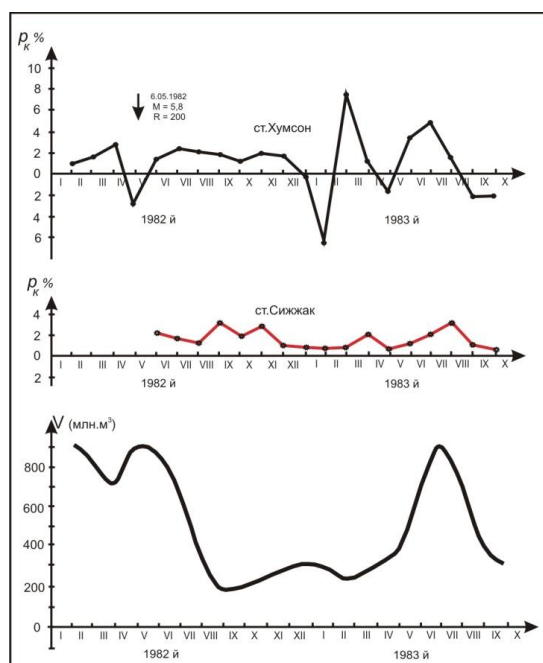 pк %
6.05.1982
M = 5,8
R = 200
ст.Хумсон
10
8
6
4
2
0
2
4
6
I II III IV V VI VII VIII IX X XI XII I II III IV V VI VII VIII IX X
1982 й 1983 й
pк %
ст.Сижжак
4
2
0
2
I II III IV V VI VII VIII IX X XI XII I II III IV V VI VII VIII IX X
1982 й 1983 й
V (млн.м³)
800
600
400
200
0
I II III IV V VI VII VIII IX X XII I II III IV V VI VII VIII IX X
1982 й 1983 й